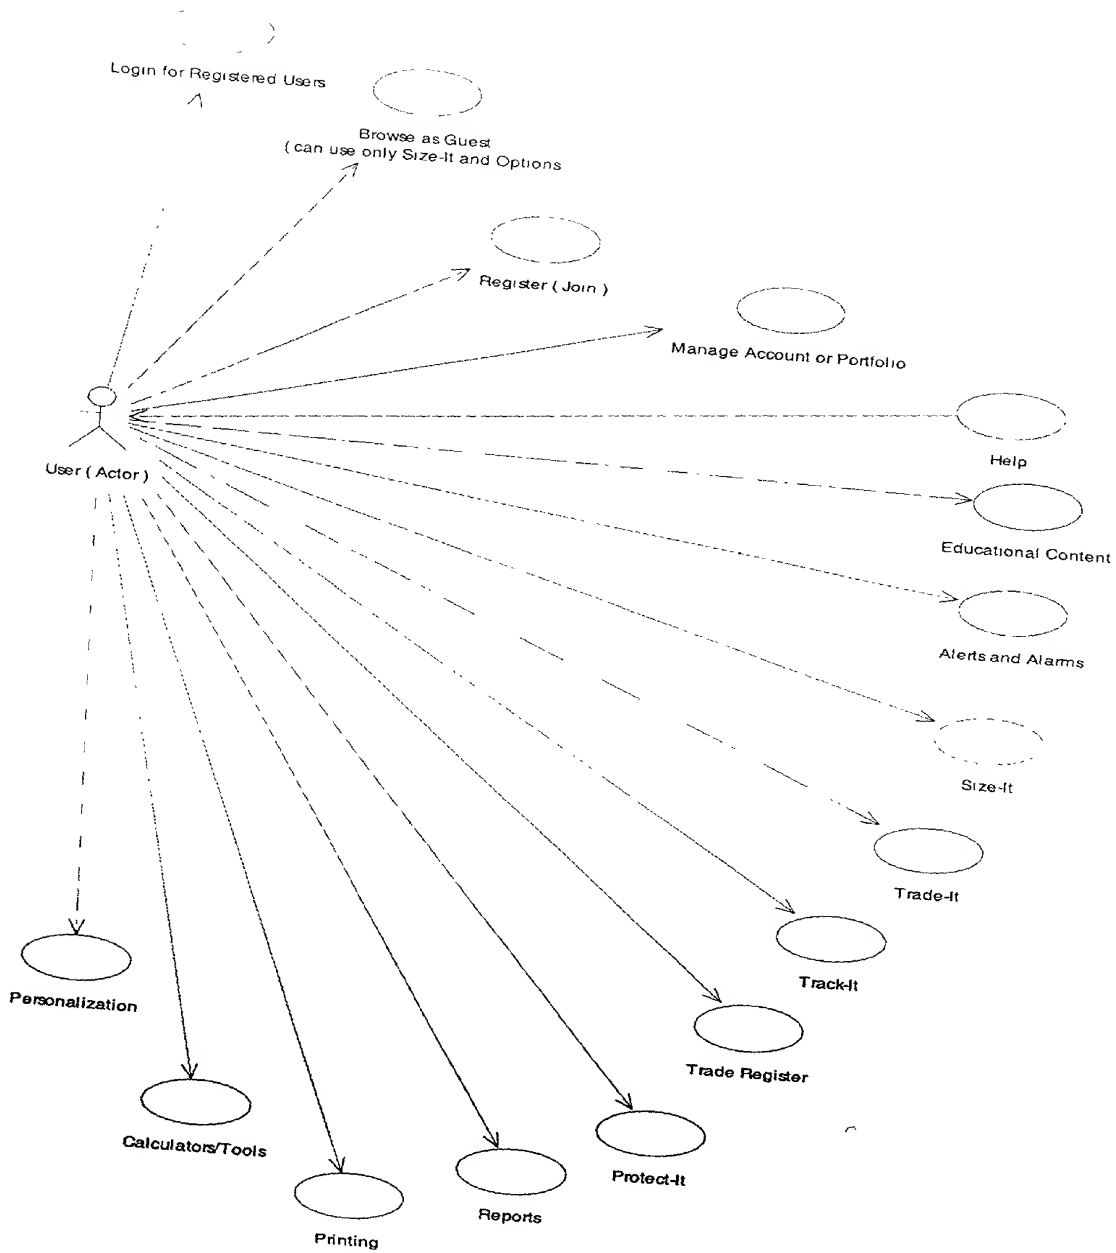 Login for Registered Users
Browse as Guest
( can use only Size-It and Options
Register ( Join )
Manage Account or Portfolio
User ( Actor )
Help
Educational Content
Alerts and Alarms
Size-It
Trade-It
Track-It
Trade Register
Protect-It
Reports
Printing
Calculators/Tools
Personalization